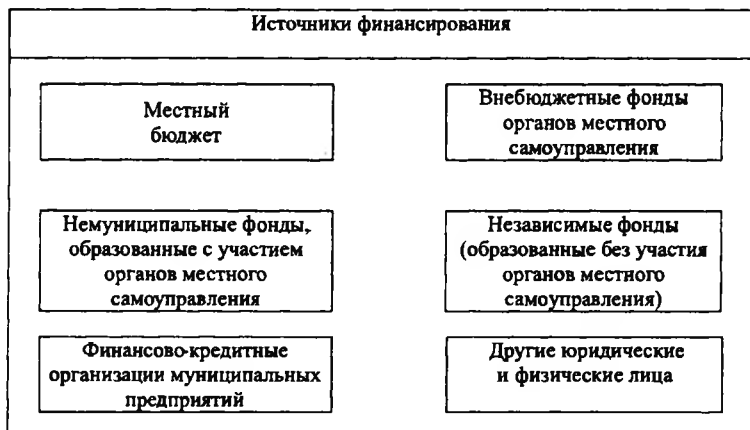 Источники финансирования
Местный
бюджет
Внебюджетные фонды
органов местного
самоуправления
Немуниципальные фонды,
образованные с участием
органов местного
самоуправления
Независимые фонды
(образованные без участия
органов местного
самоуправления)
Финансово-кредитные
организации муниципальных
предприятий
Другие юридические
и физические лица